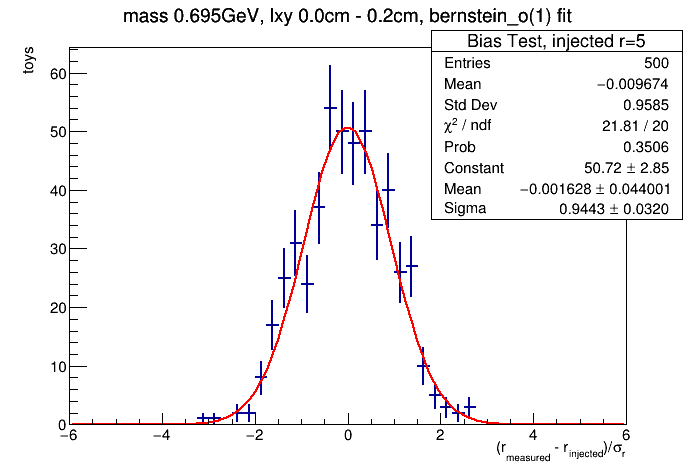 mass 0.695GeV, lxy 0.0cm - 0.2cm, bernstein_o(1) fit
toys
Bias Test, injected r=5
Entries 500
Mean −0.009674
Std Dev 0.9585
χ² / ndf 21.81 / 20
Prob 0.3506
Constant 50.72 ± 2.85
Mean −0.001628 ± 0.044001
Sigma 0.9443 ± 0.0320
60
50
40
30
20
10
0
−6 −4 −2 0 2 4 6
(r_measured - r_injected)/σ_r